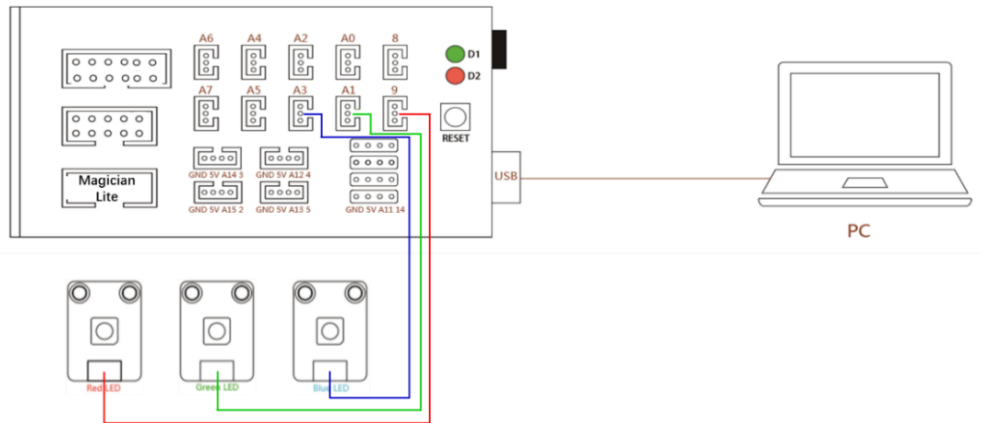 A6 A4 A2 A0 8
D1
D2
A7 A5 A3 A1 9
RESET
GND 5V A14 3 GND 5V A12 4
Magician
Lite
USB
GND 5V A15 2 GND 5V A13 5 GND 5V A11 14
PC
Red LED Green LED Blue LED